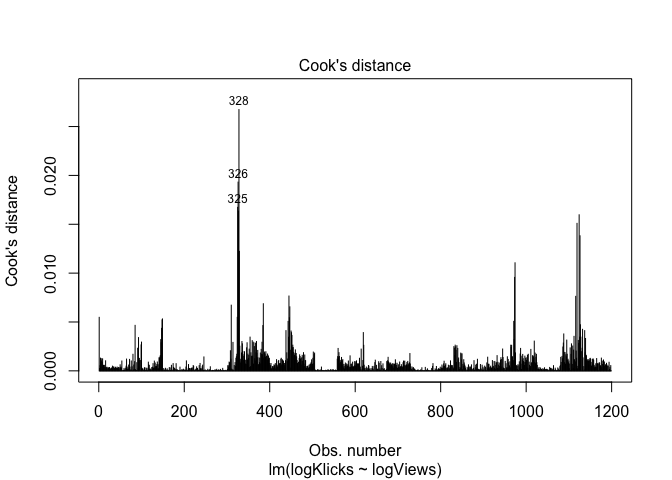 Cook's distance
328
326
325
Cook's distance
0.000 0.010 0.020
0 200 400 600 800 1000 1200
Obs. number
lm(logKlicks ~ logViews)